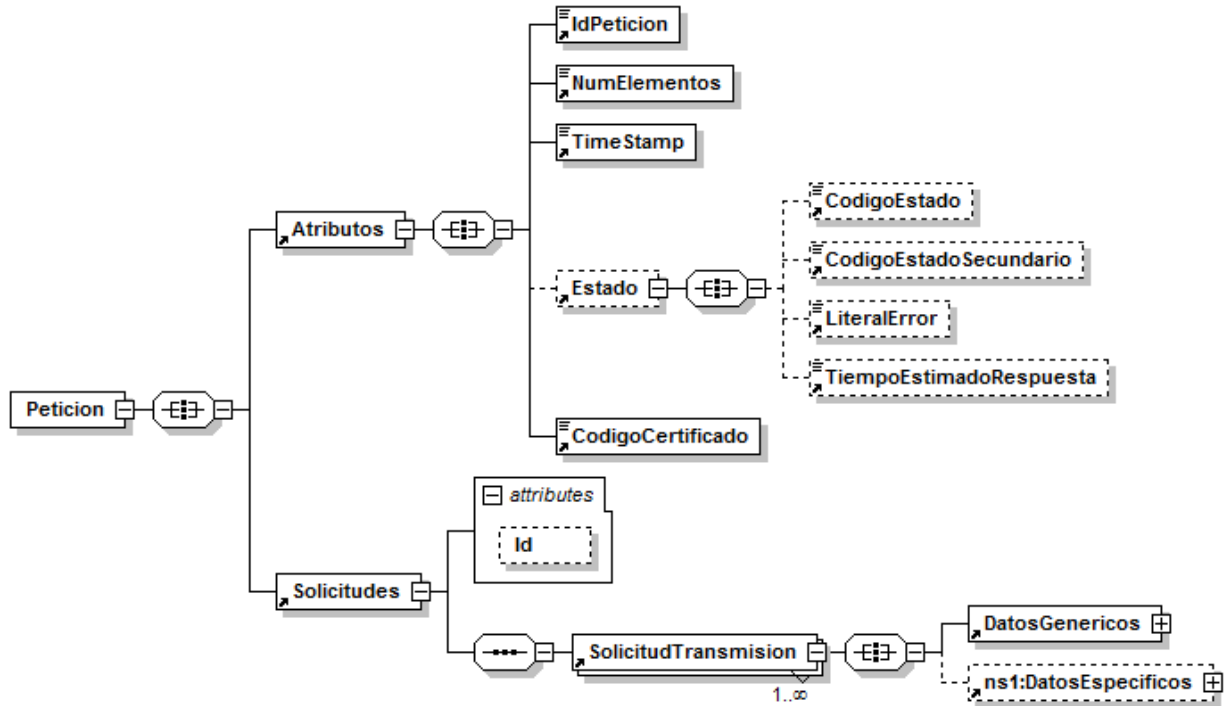 IdPeticion
NumElementos
TimeStamp
CodigoEstado
Atributos
CodigoEstadoSecundario
Estado
LiteralError
TiempoEstimadoRespuesta
Peticion
CodigoCertificado
attributes
Id
Solicitudes
DatosGenericos
SolicitudTransmision
1..∞
ns1:DatosEspecificos